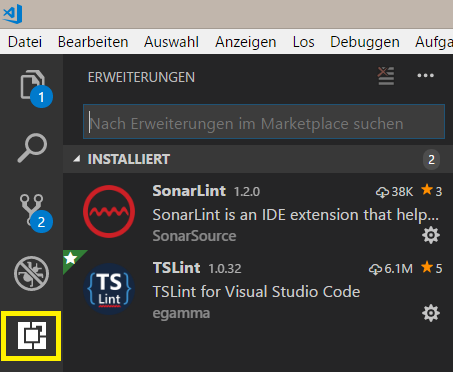 Datei Bearbeiten Auswahl Anzeigen Los Debuggen Aufga
ERWEITERUNGEN
1
Nach Erweiterungen im Marketplace suchen
INSTALLIERT 2
SonarLint 1.2.0 38K 3
SonarLint is an IDE extension that help...
SonarSource
2
TSLint 1.0.32 6.1M 5
TS
Lint
TSLint for Visual Studio Code
egamma